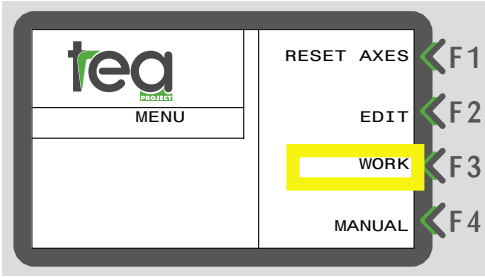 tea
PROJECT
MENU
RESET AXES F1
EDIT F2
WORK F3
MANUAL F4